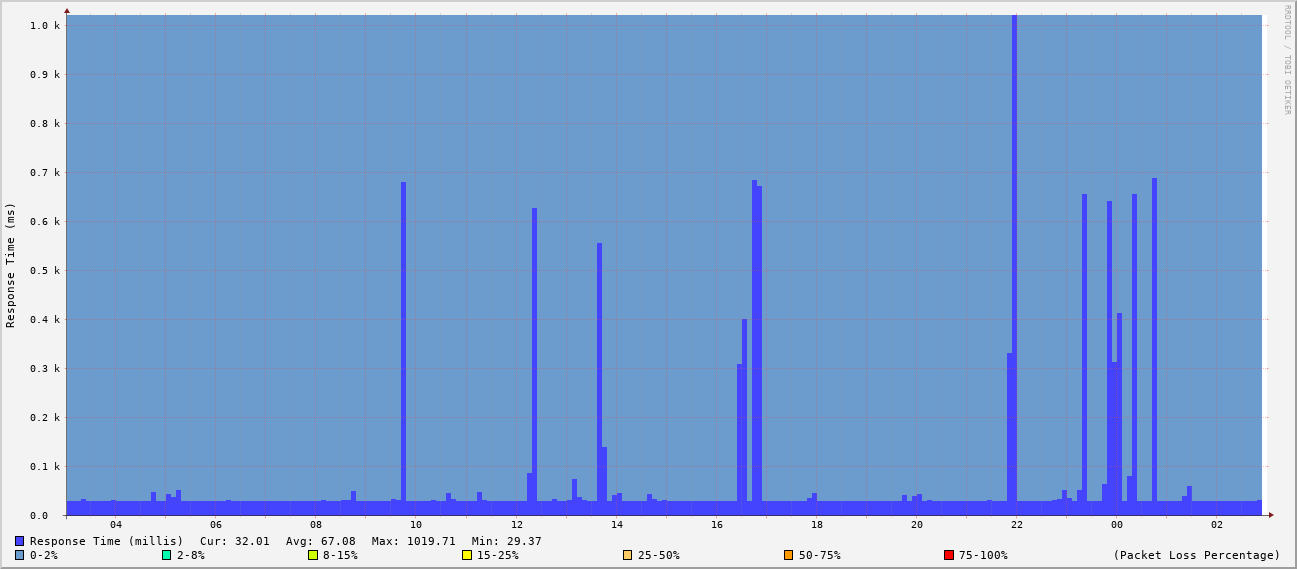 RRDTOOL / TOBI OETIKER
Response Time (ms)
1.0 k
0.9 k
0.8 k
0.7 k
0.6 k
0.5 k
0.4 k
0.3 k
0.2 k
0.1 k
0.0
04 06 08 10 12 14 16 18 20 22 00 02
Response Time (millis) Cur: 32.01 Avg: 67.08 Max: 1019.71 Min: 29.37
0-2% 2-8% 8-15% 15-25% 25-50% 50-75% 75-100% (Packet Loss Percentage)